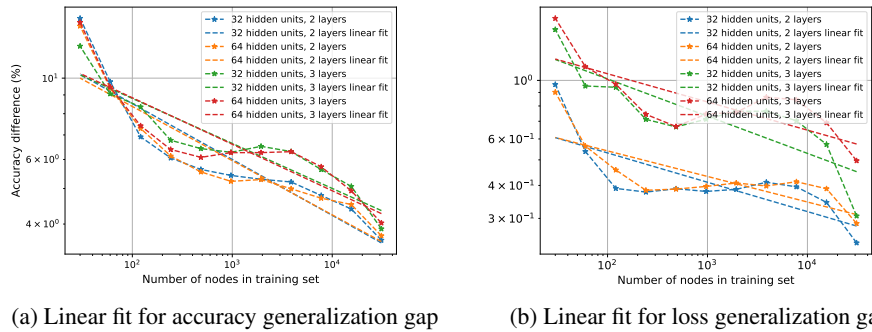 32 hidden units, 2 layers
32 hidden units, 2 layers linear fit
64 hidden units, 2 layers
64 hidden units, 2 layers linear fit
32 hidden units, 3 layers
32 hidden units, 3 layers linear fit
64 hidden units, 3 layers
64 hidden units, 3 layers linear fit
Accuracy difference (%)
10¹
6 × 10⁰
4 × 10⁰
10² 10³ 10⁴
Number of nodes in training set
(a) Linear fit for accuracy generalization gap
32 hidden units, 2 layers
32 hidden units, 2 layers linear fit
64 hidden units, 2 layers
64 hidden units, 2 layers linear fit
32 hidden units, 3 layers
32 hidden units, 3 layers linear fit
64 hidden units, 3 layers
64 hidden units, 3 layers linear fit
10⁰
6 × 10⁻¹
4 × 10⁻¹
3 × 10⁻¹
10² 10³ 10⁴
Number of nodes in training set
(b) Linear fit for loss generalization ga